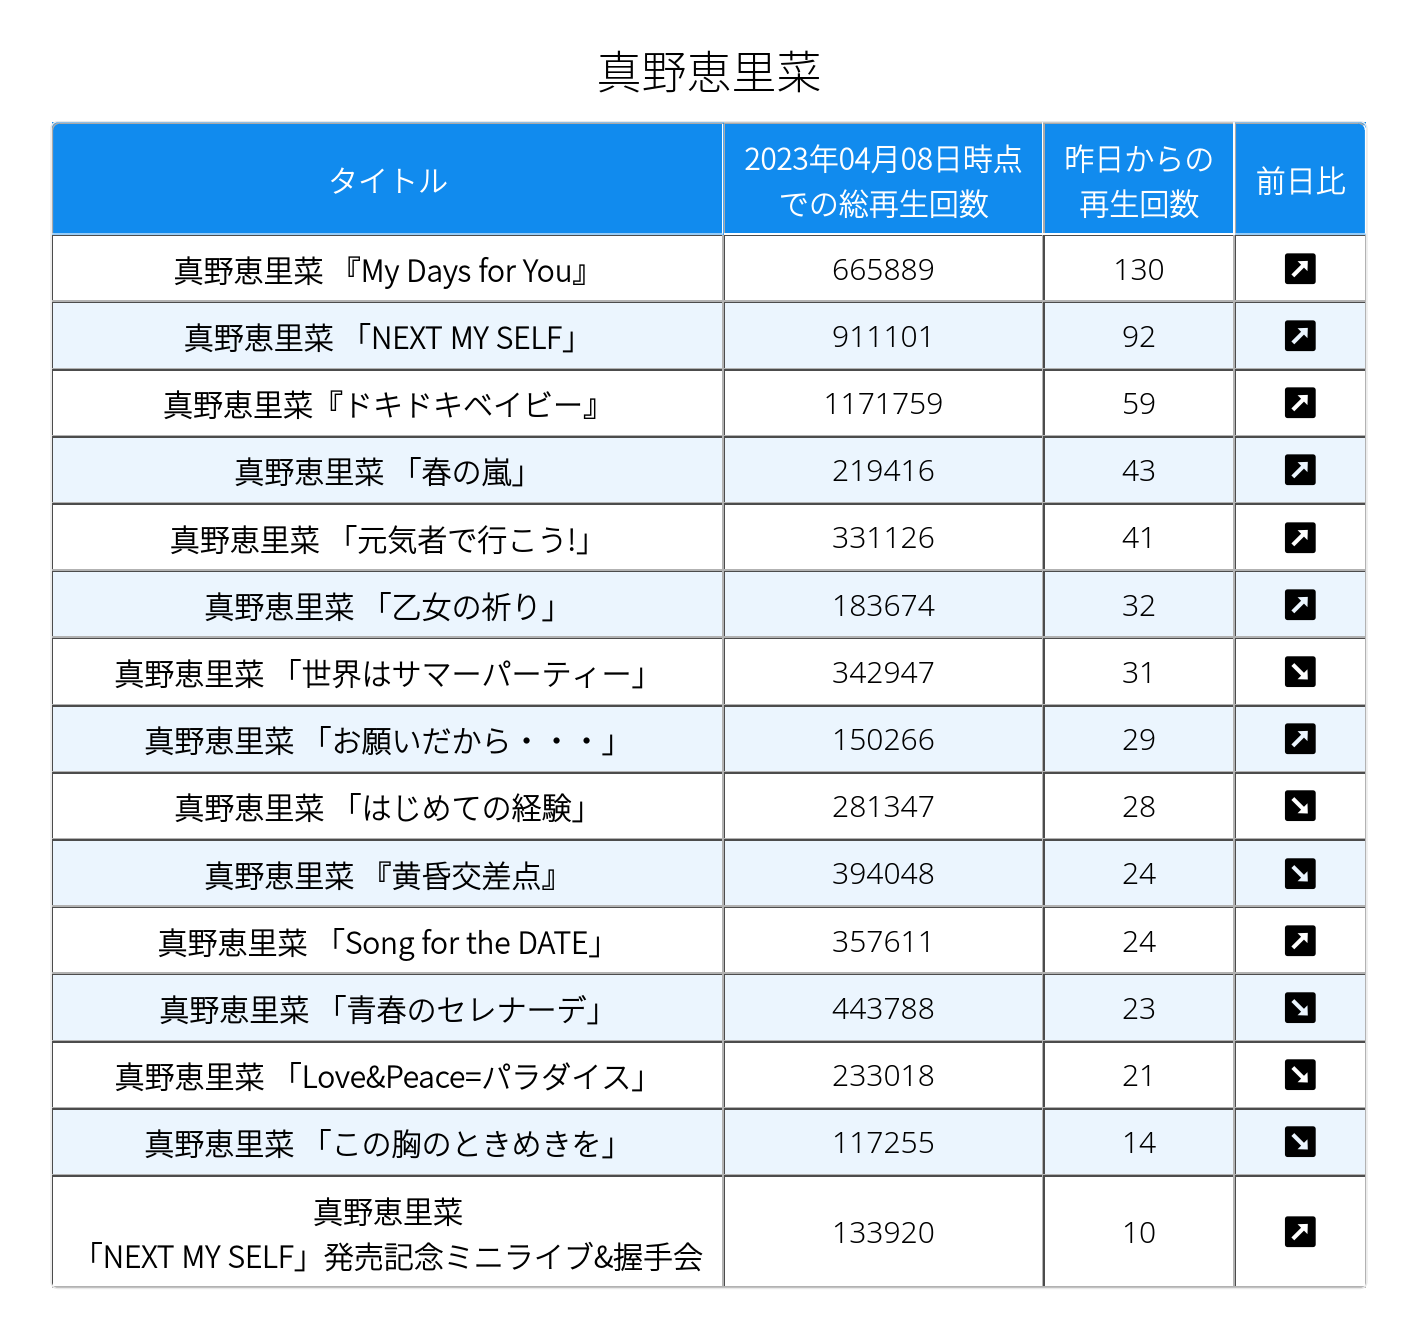 真野恵里菜
タイトル
2023年04月08日時点
での総再生回数
昨日からの
再生回数
前日比
真野恵里菜 『My Days for You』 665889 130 ↗
真野恵里菜 「NEXT MY SELF」 911101 92 ↗
真野恵里菜『ドキドキベイビー』 1171759 59 ↗
真野恵里菜 「春の嵐」 219416 43 ↗
真野恵里菜 「元気者で行こう!」 331126 41 ↗
真野恵里菜 「乙女の祈り」 183674 32 ↗
真野恵里菜 「世界はサマーパーティー」 342947 31 ↘
真野恵里菜 「お願いだから・・・」 150266 29 ↗
真野恵里菜 「はじめての経験」 281347 28 ↘
真野恵里菜 『黄昏交差点』 394048 24 ↘
真野恵里菜 「Song for the DATE」 357611 24 ↗
真野恵里菜 「青春のセレナーデ」 443788 23 ↘
真野恵里菜 「Love&Peace=パラダイス」 233018 21 ↘
真野恵里菜 「この胸のときめきを」 117255 14 ↘
真野恵里菜
「NEXT MY SELF」発売記念ミニライブ&握手会 133920 10 ↗